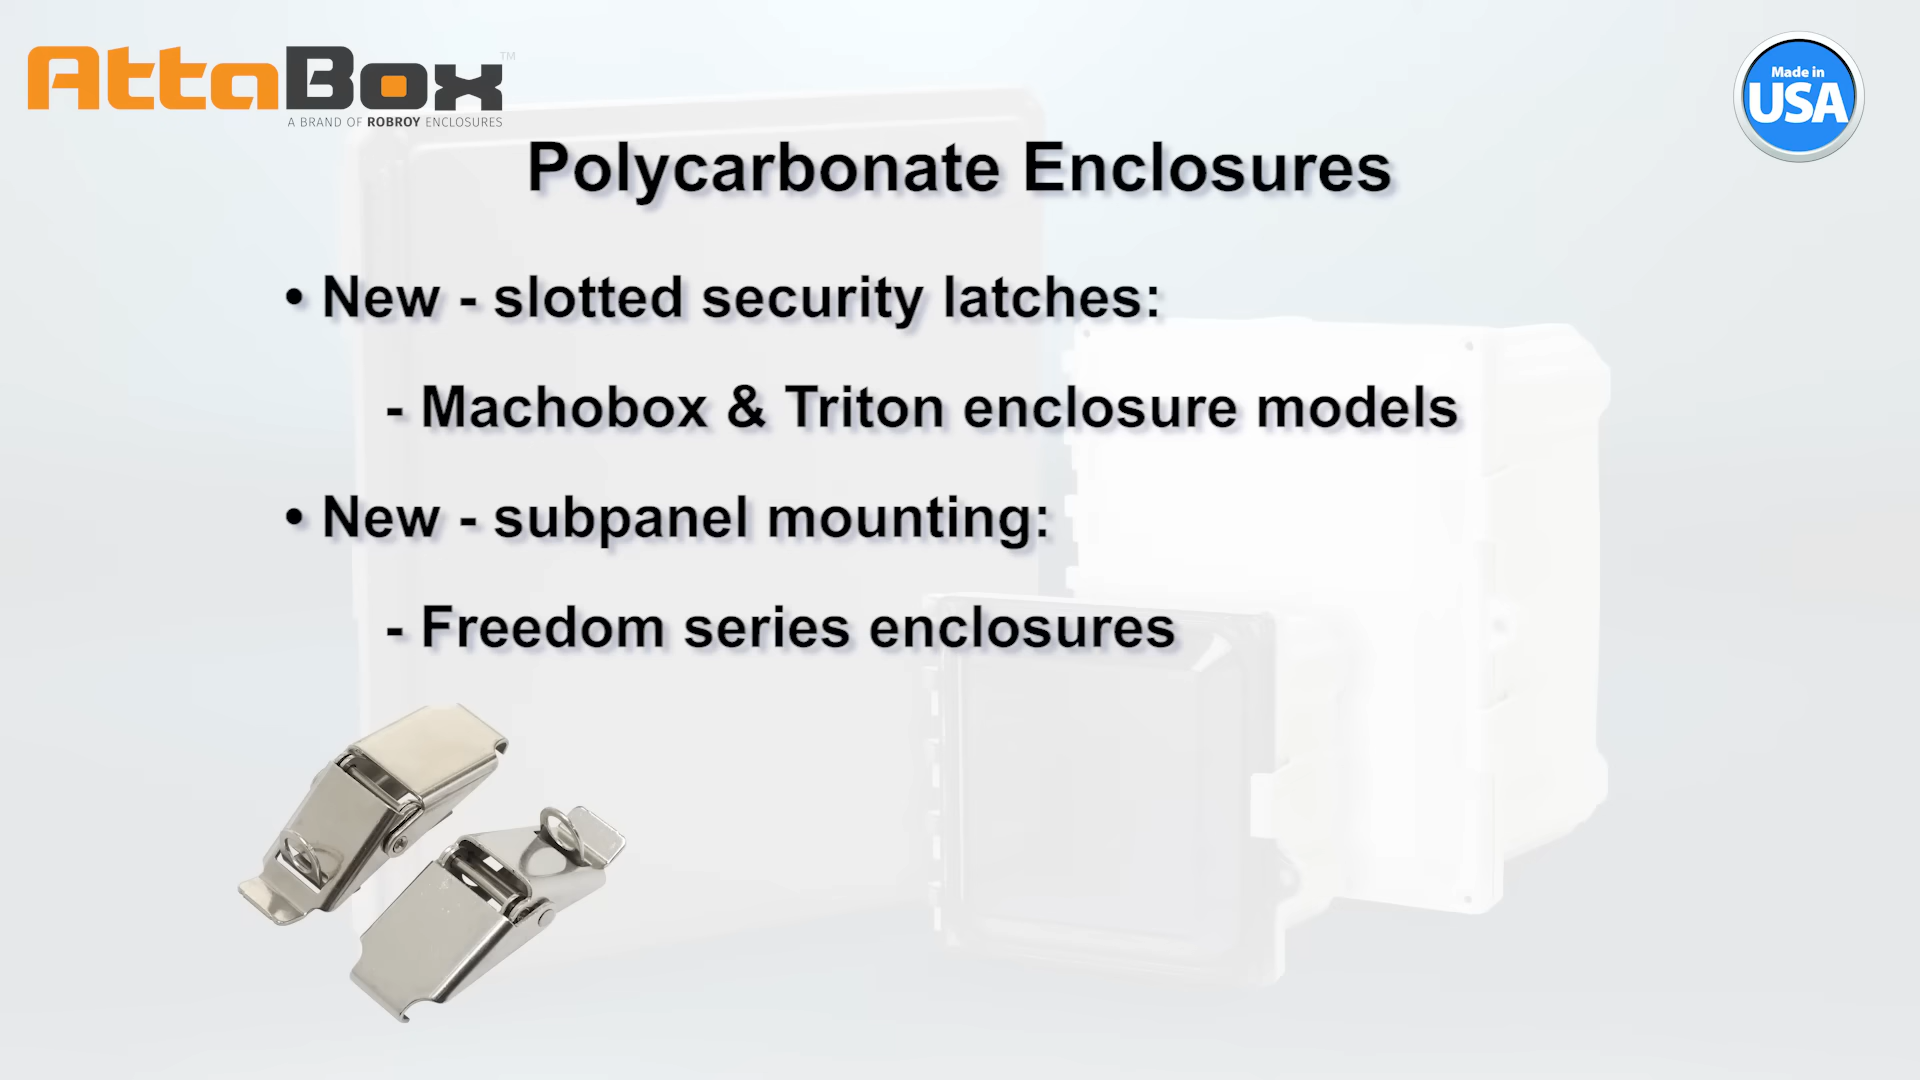 AttaBox™
A BRAND OF ROBROY ENCLOSURES
Made in
USA
Polycarbonate Enclosures
• New - slotted security latches:
- Machobox & Triton enclosure models
• New - subpanel mounting:
- Freedom series enclosures